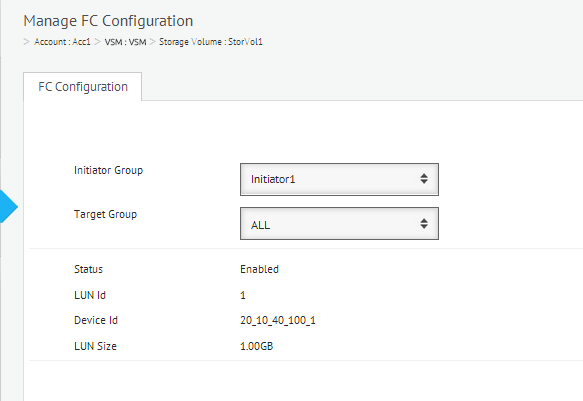 Manage FC Configuration
> Account : Acc1 > VSM : VSM > Storage Volume : StorVol1
FC Configuration
Initiator Group Initiator1
Target Group ALL
Status Enabled
LUN Id 1
Device Id 20_10_40_100_1
LUN Size 1.00GB